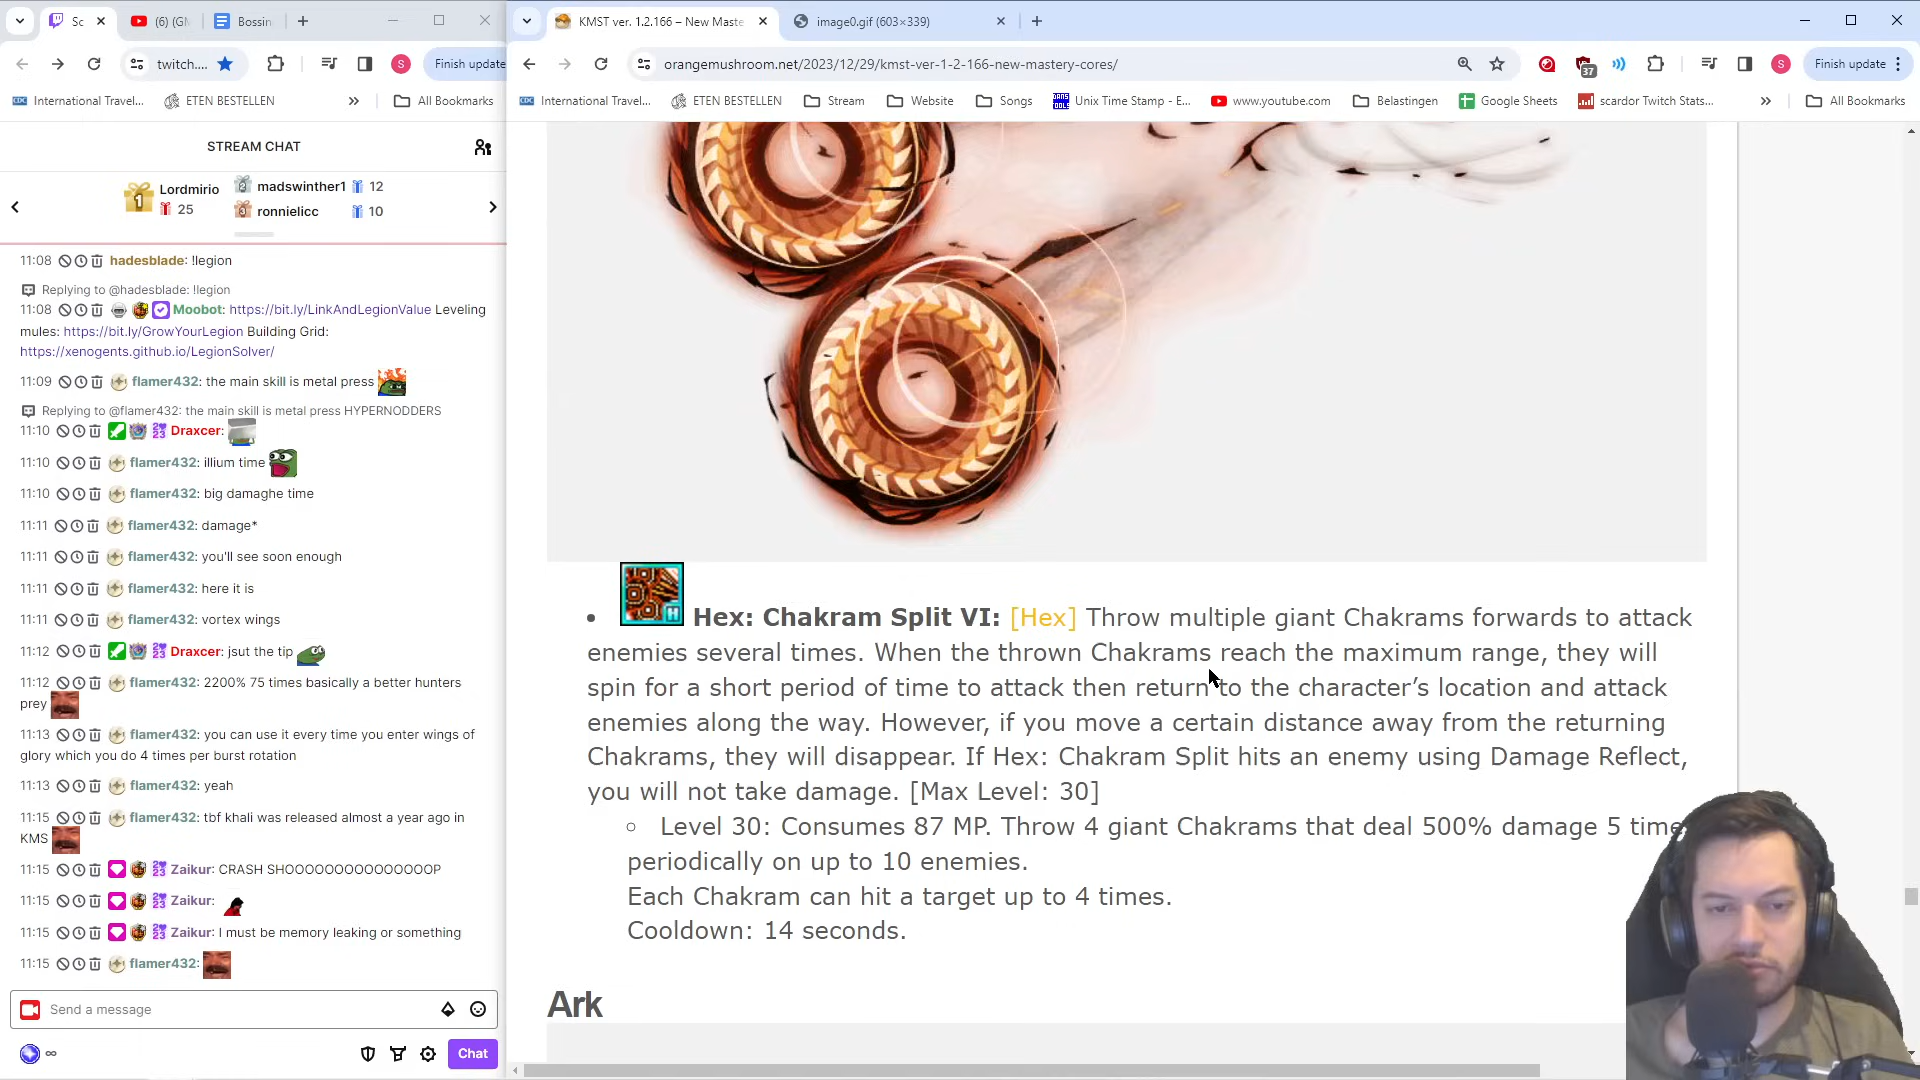 Sc
(6) (GM
Bossin
KMST ver. 1.2.166 – New Maste
image0.gif (603×339)
twitch....
S
Finish update
orangemushroom.net/2023/12/29/kmst-ver-1-2-166-new-mastery-cores/
37
S
Finish update
International Travel...
ETEN BESTELLEN
All Bookmarks
International Travel...
ETEN BESTELLEN
Stream
Website
Songs
Unix Time Stamp - E...
www.youtube.com
Belastingen
Google Sheets
scardor Twitch Stats...
All Bookmarks
STREAM CHAT
1
Lordmirio
25
madswinther1 12
ronnielicc 10
11:08 hadesblade: !legion
Replying to @hadesblade: !legion
11:08 Moobot: https://bit.ly/LinkAndLegionValue Leveling
mules: https://bit.ly/GrowYourLegion Building Grid:
https://xenogents.github.io/LegionSolver/
11:09 flamer432: the main skill is metal press
Replying to @flamer432: the main skill is metal press HYPERNODDERS
11:10 Draxcer:
11:10 flamer432: illium time
11:10 flamer432: big damaghe time
11:11 flamer432: damage*
11:11 flamer432: you'll see soon enough
11:11 flamer432: here it is
11:11 flamer432: vortex wings
11:12 Draxcer: jsut the tip
11:12 flamer432: 2200% 75 times basically a better hunters
prey
11:13 flamer432: you can use it every time you enter wings of
glory which you do 4 times per burst rotation
11:13 flamer432: yeah
11:15 flamer432: tbf khali was released almost a year ago in
KMS
11:15 Zaikur: CRASH SHOOOOOOOOOOOOOOP
11:15 Zaikur:
11:15 Zaikur: I must be memory leaking or something
11:15 flamer432:
Send a message
∞
Chat
H
Hex: Chakram Split VI: [Hex] Throw multiple giant Chakrams forwards to attack
enemies several times. When the thrown Chakrams reach the maximum range, they will
spin for a short period of time to attack then return to the character’s location and attack
enemies along the way. However, if you move a certain distance away from the returning
Chakrams, they will disappear. If Hex: Chakram Split hits an enemy using Damage Reflect,
you will not take damage. [Max Level: 30]
Level 30: Consumes 87 MP. Throw 4 giant Chakrams that deal 500% damage 5 time
periodically on up to 10 enemies.
Each Chakram can hit a target up to 4 times.
Cooldown: 14 seconds.
Ark